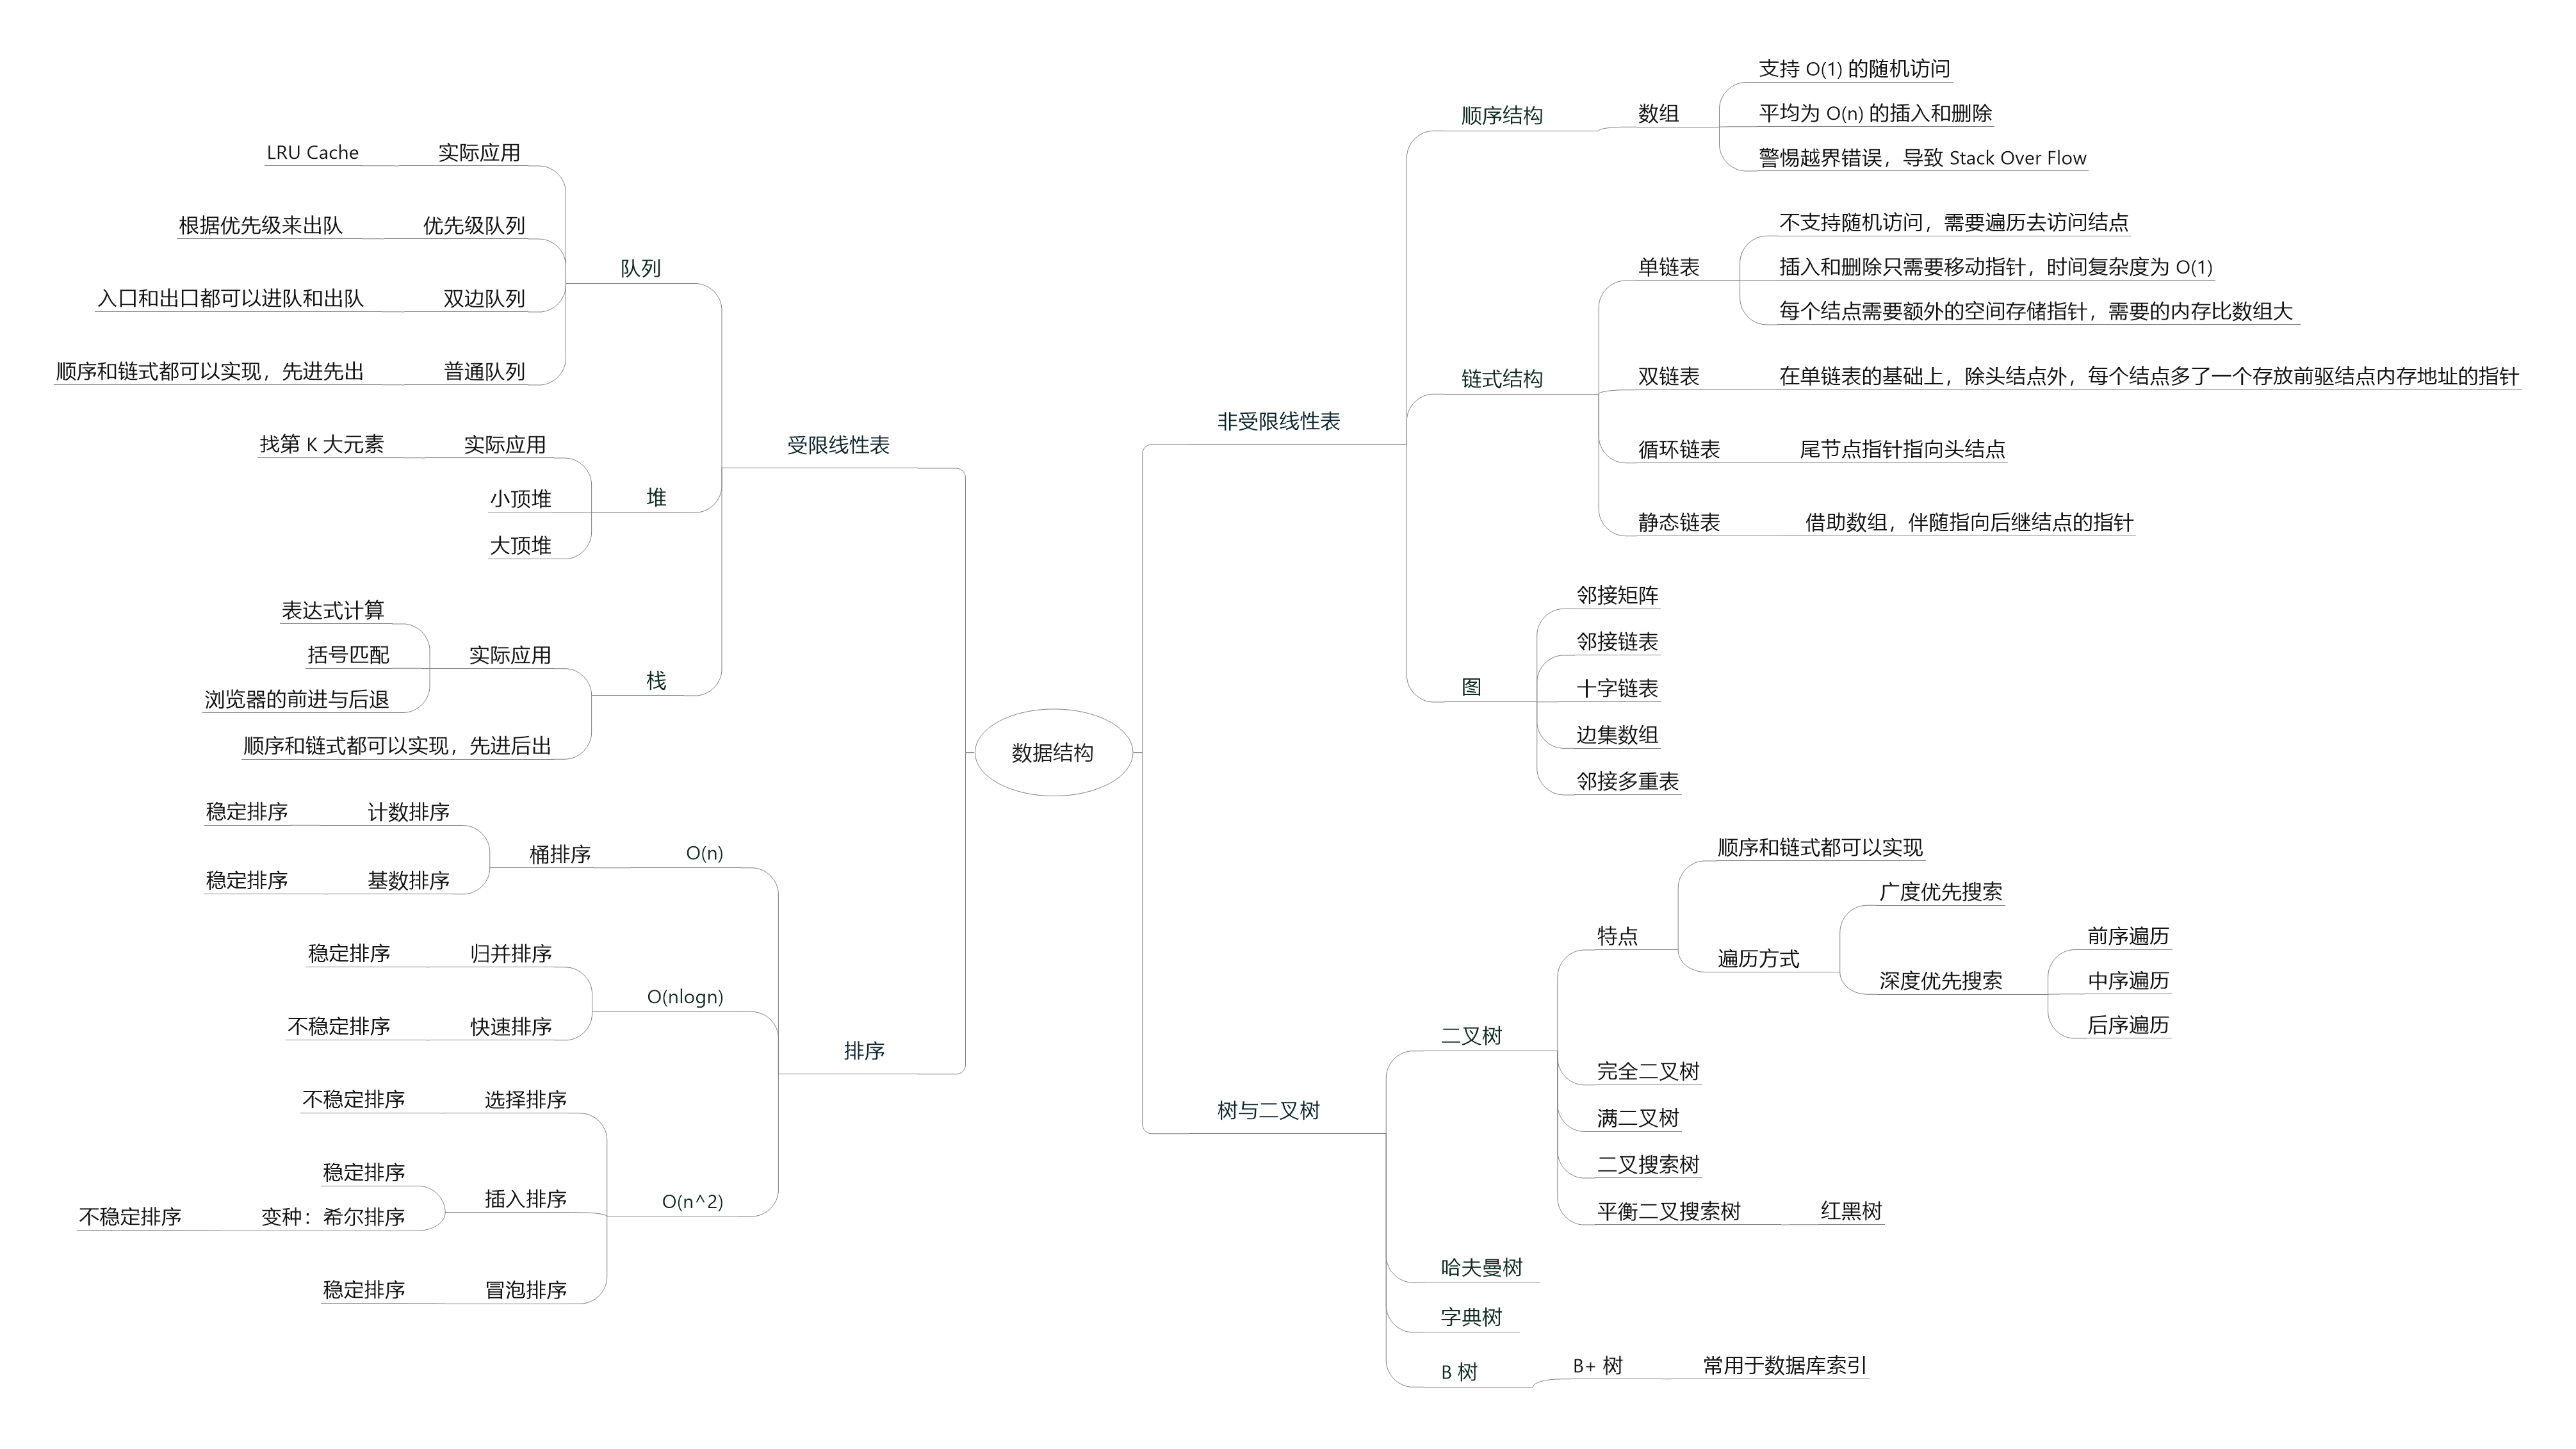 数据结构
非受限线性表
顺序结构
数组
支持 O(1) 的随机访问
平均为 O(n) 的插入和删除
警惕越界错误，导致 Stack Over Flow
链式结构
单链表
不支持随机访问，需要遍历去访问结点
插入和删除只需要移动指针，时间复杂度为 O(1)
每个结点需要额外的空间存储指针，需要的内存比数组大
双链表
在单链表的基础上，除头结点外，每个结点多了一个存放前驱结点内存地址的指针
循环链表
尾节点指针指向头结点
静态链表
借助数组，伴随指向后继结点的指针
图
邻接矩阵
邻接链表
十字链表
边集数组
邻接多重表
树与二叉树
二叉树
特点
顺序和链式都可以实现
遍历方式
广度优先搜索
深度优先搜索
前序遍历
中序遍历
后序遍历
完全二叉树
满二叉树
二叉搜索树
平衡二叉搜索树
红黑树
哈夫曼树
字典树
B 树
B+ 树
常用于数据库索引
受限线性表
队列
实际应用
LRU Cache
优先级队列
根据优先级来出队
双边队列
入口和出口都可以进队和出队
普通队列
顺序和链式都可以实现，先进先出
堆
实际应用
找第 K 大元素
小顶堆
大顶堆
栈
实际应用
表达式计算
括号匹配
浏览器的前进与后退
顺序和链式都可以实现，先进后出
排序
O(n)
桶排序
计数排序
稳定排序
基数排序
稳定排序
O(nlogn)
归并排序
稳定排序
快速排序
不稳定排序
O(n^2)
选择排序
不稳定排序
插入排序
稳定排序
变种：希尔排序
不稳定排序
冒泡排序
稳定排序